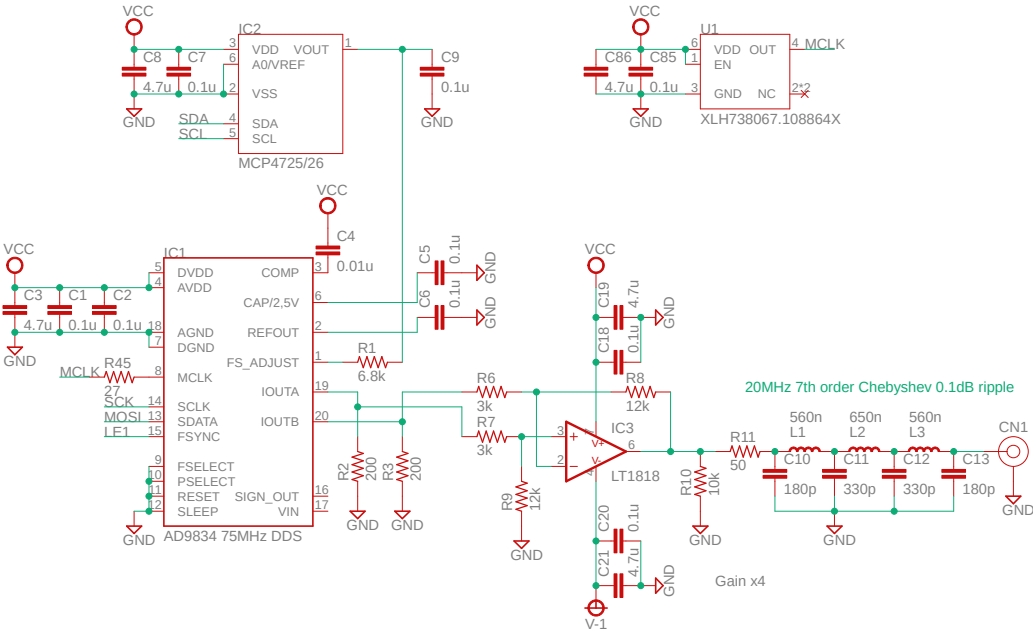 VCC
IC2
C8
C7
4.7u
0.1u
GND
3
6
2
4
5
VDD
A0/VREF
VSS
SDA
SCL
VOUT
1
SDA
SCL
MCP4725/26
C9
0.1u
GND
VCC
U1
C86
C85
4.7u
0.1u
GND
6
1
3
VDD
EN
GND
OUT
NC
4
MCLK
2*2
XLH738067.108864X
VCC
C4
0.01u
VCC
IC1
C3
C1
C2
4.7u
0.1u
0.1u
GND
5
4
18
7
8
14
13
15
9
10
11
12
DVDD
AVDD
AGND
DGND
MCLK
SCLK
SDATA
FSYNC
FSELECT
PSELECT
RESET
SLEEP
COMP
CAP/2,5V
REFOUT
FS_ADJUST
IOUTA
IOUTB
SIGN_OUT
VIN
3
6
2
1
19
20
16
17
MCLK
R45
27
SCK
MOSI
LE1
GND
AD9834 75MHz DDS
C5
0.1u
GND
C6
0.1u
GND
R1
6.8k
R2
200
GND
R3
200
GND
R6
3k
R7
3k
R9
12k
GND
VCC
C19
4.7u
C18
0.1u
GND
R8
12k
3
2
6
7
4
+
−
V+
V-
IC3
LT1818
C20
0.1u
C21
4.7u
GND
V-1
R10
10k
GND
R11
50
20MHz 7th order Chebyshev 0.1dB ripple
560n
L1
650n
L2
560n
L3
C10
180p
C11
330p
C12
330p
C13
180p
GND
CN1
GND
Gain x4